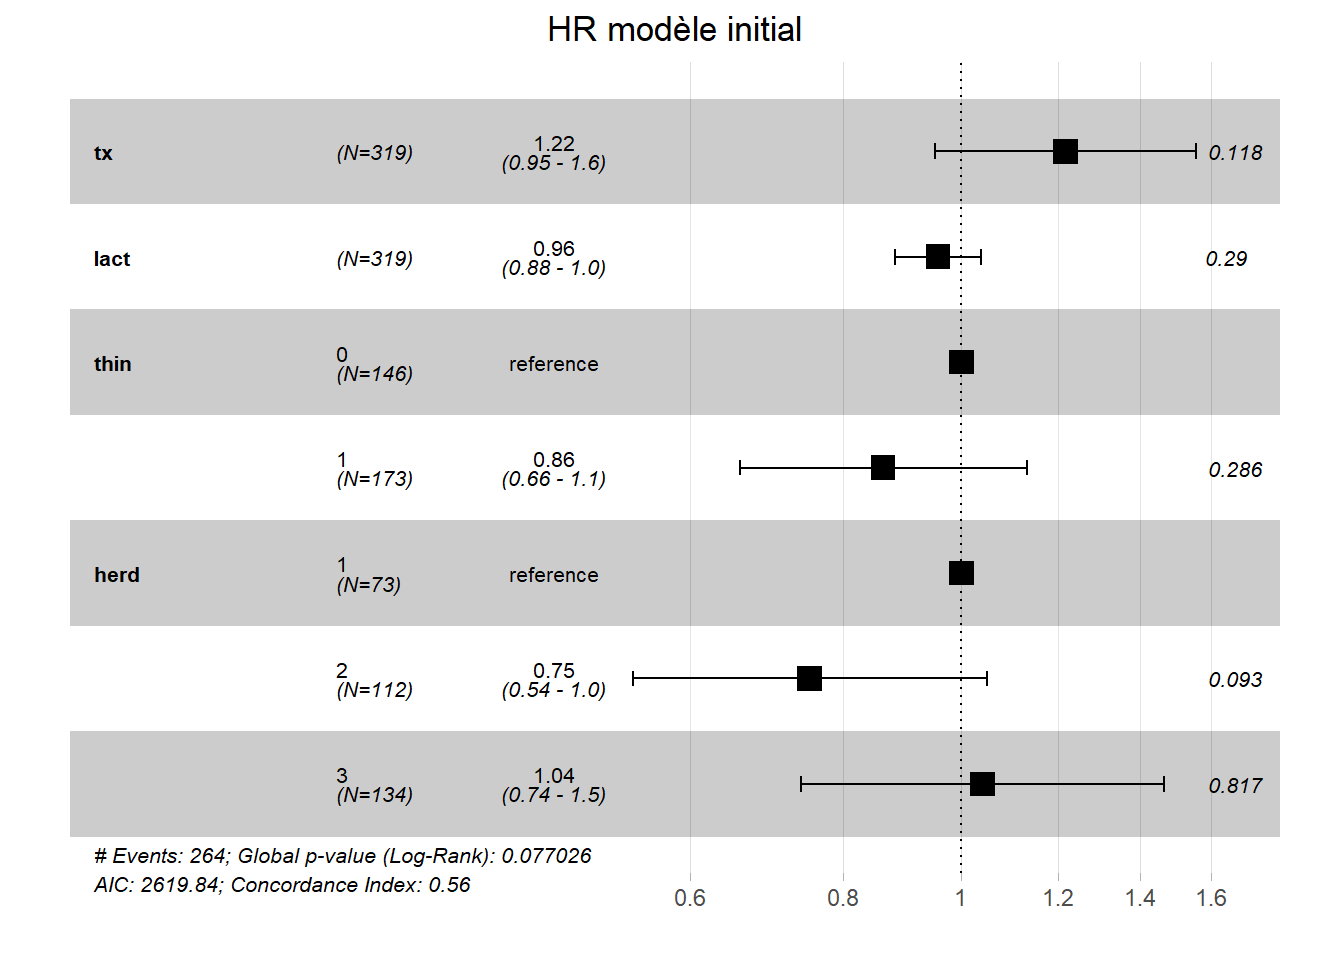 HR modèle initial
tx (N=319) 1.22 0.118
(0.95 - 1.6)
lact (N=319) 0.96 0.29
(0.88 - 1.0)
thin 0 reference
(N=146)
1 0.86 0.286
(N=173) (0.66 - 1.1)
herd 1 reference
(N=73)
2 0.75 0.093
(N=112) (0.54 - 1.0)
3 1.04 0.817
(N=134) (0.74 - 1.5)
# Events: 264; Global p-value (Log-Rank): 0.077026
AIC: 2619.84; Concordance Index: 0.56
0.6 0.8 1 1.2 1.4 1.6